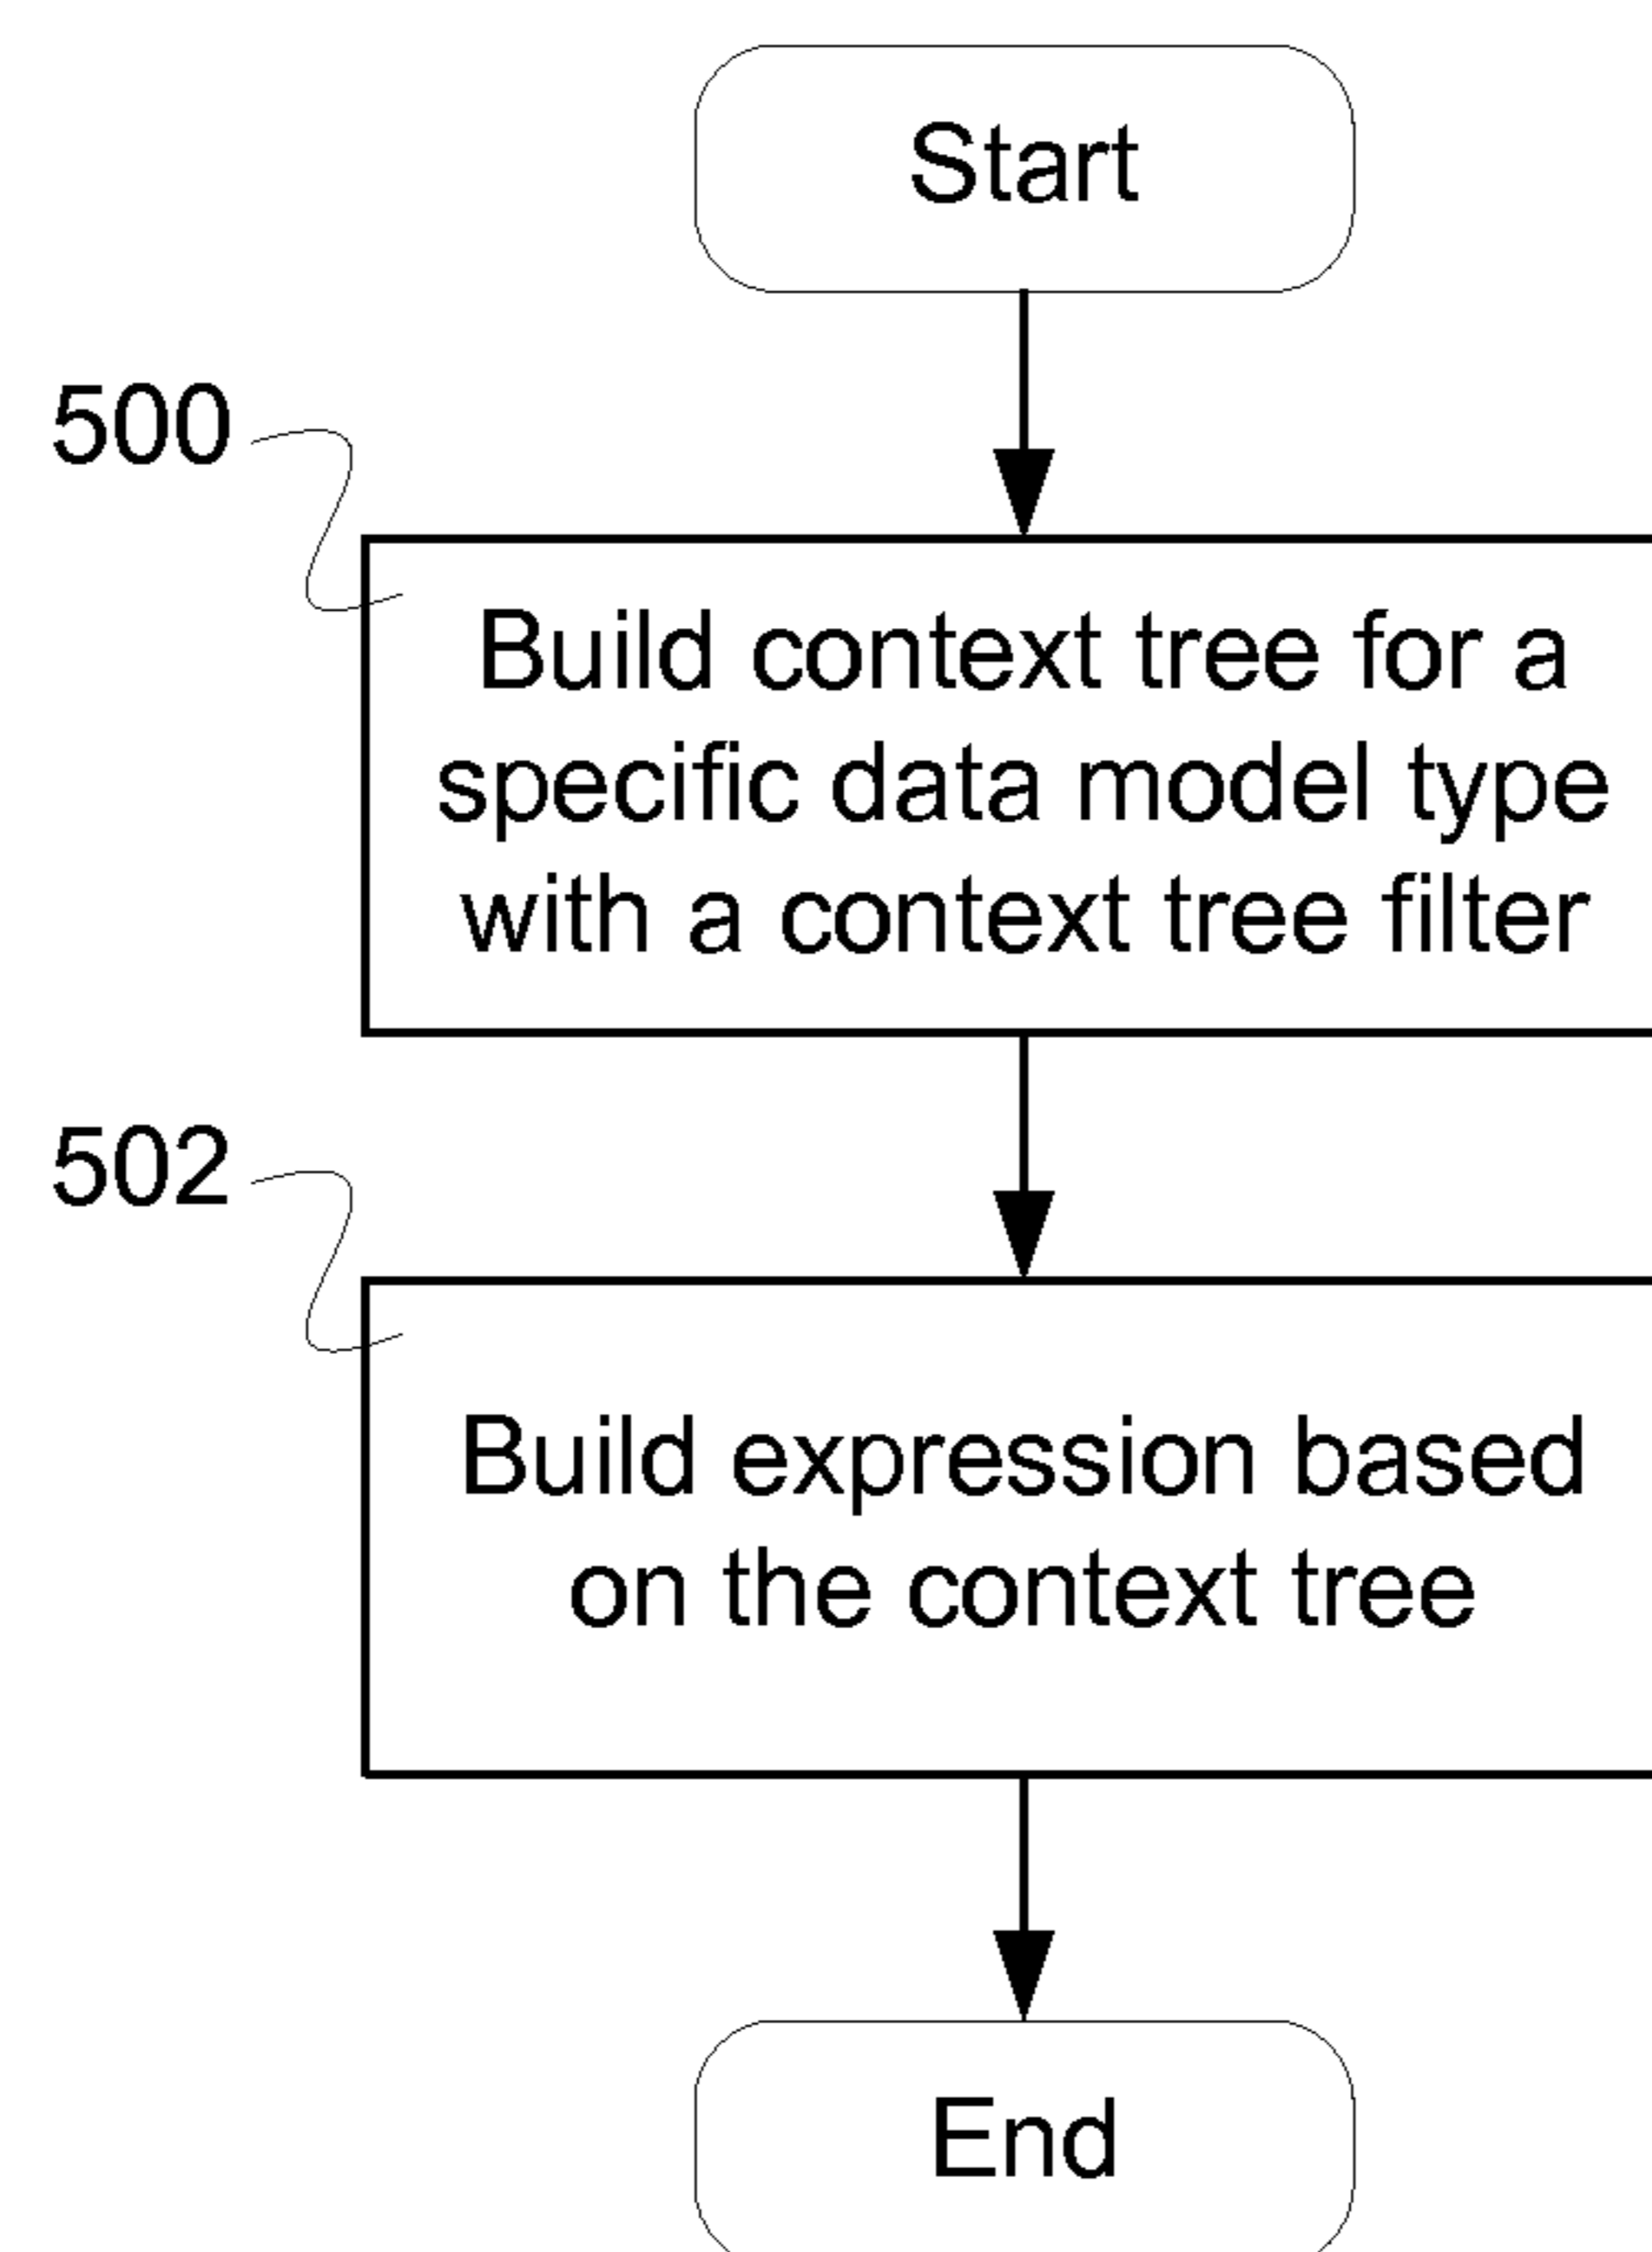 Start
500
Build context tree for a
specific data model type
with a context tree filter
502
Build expression based
on the context tree
End